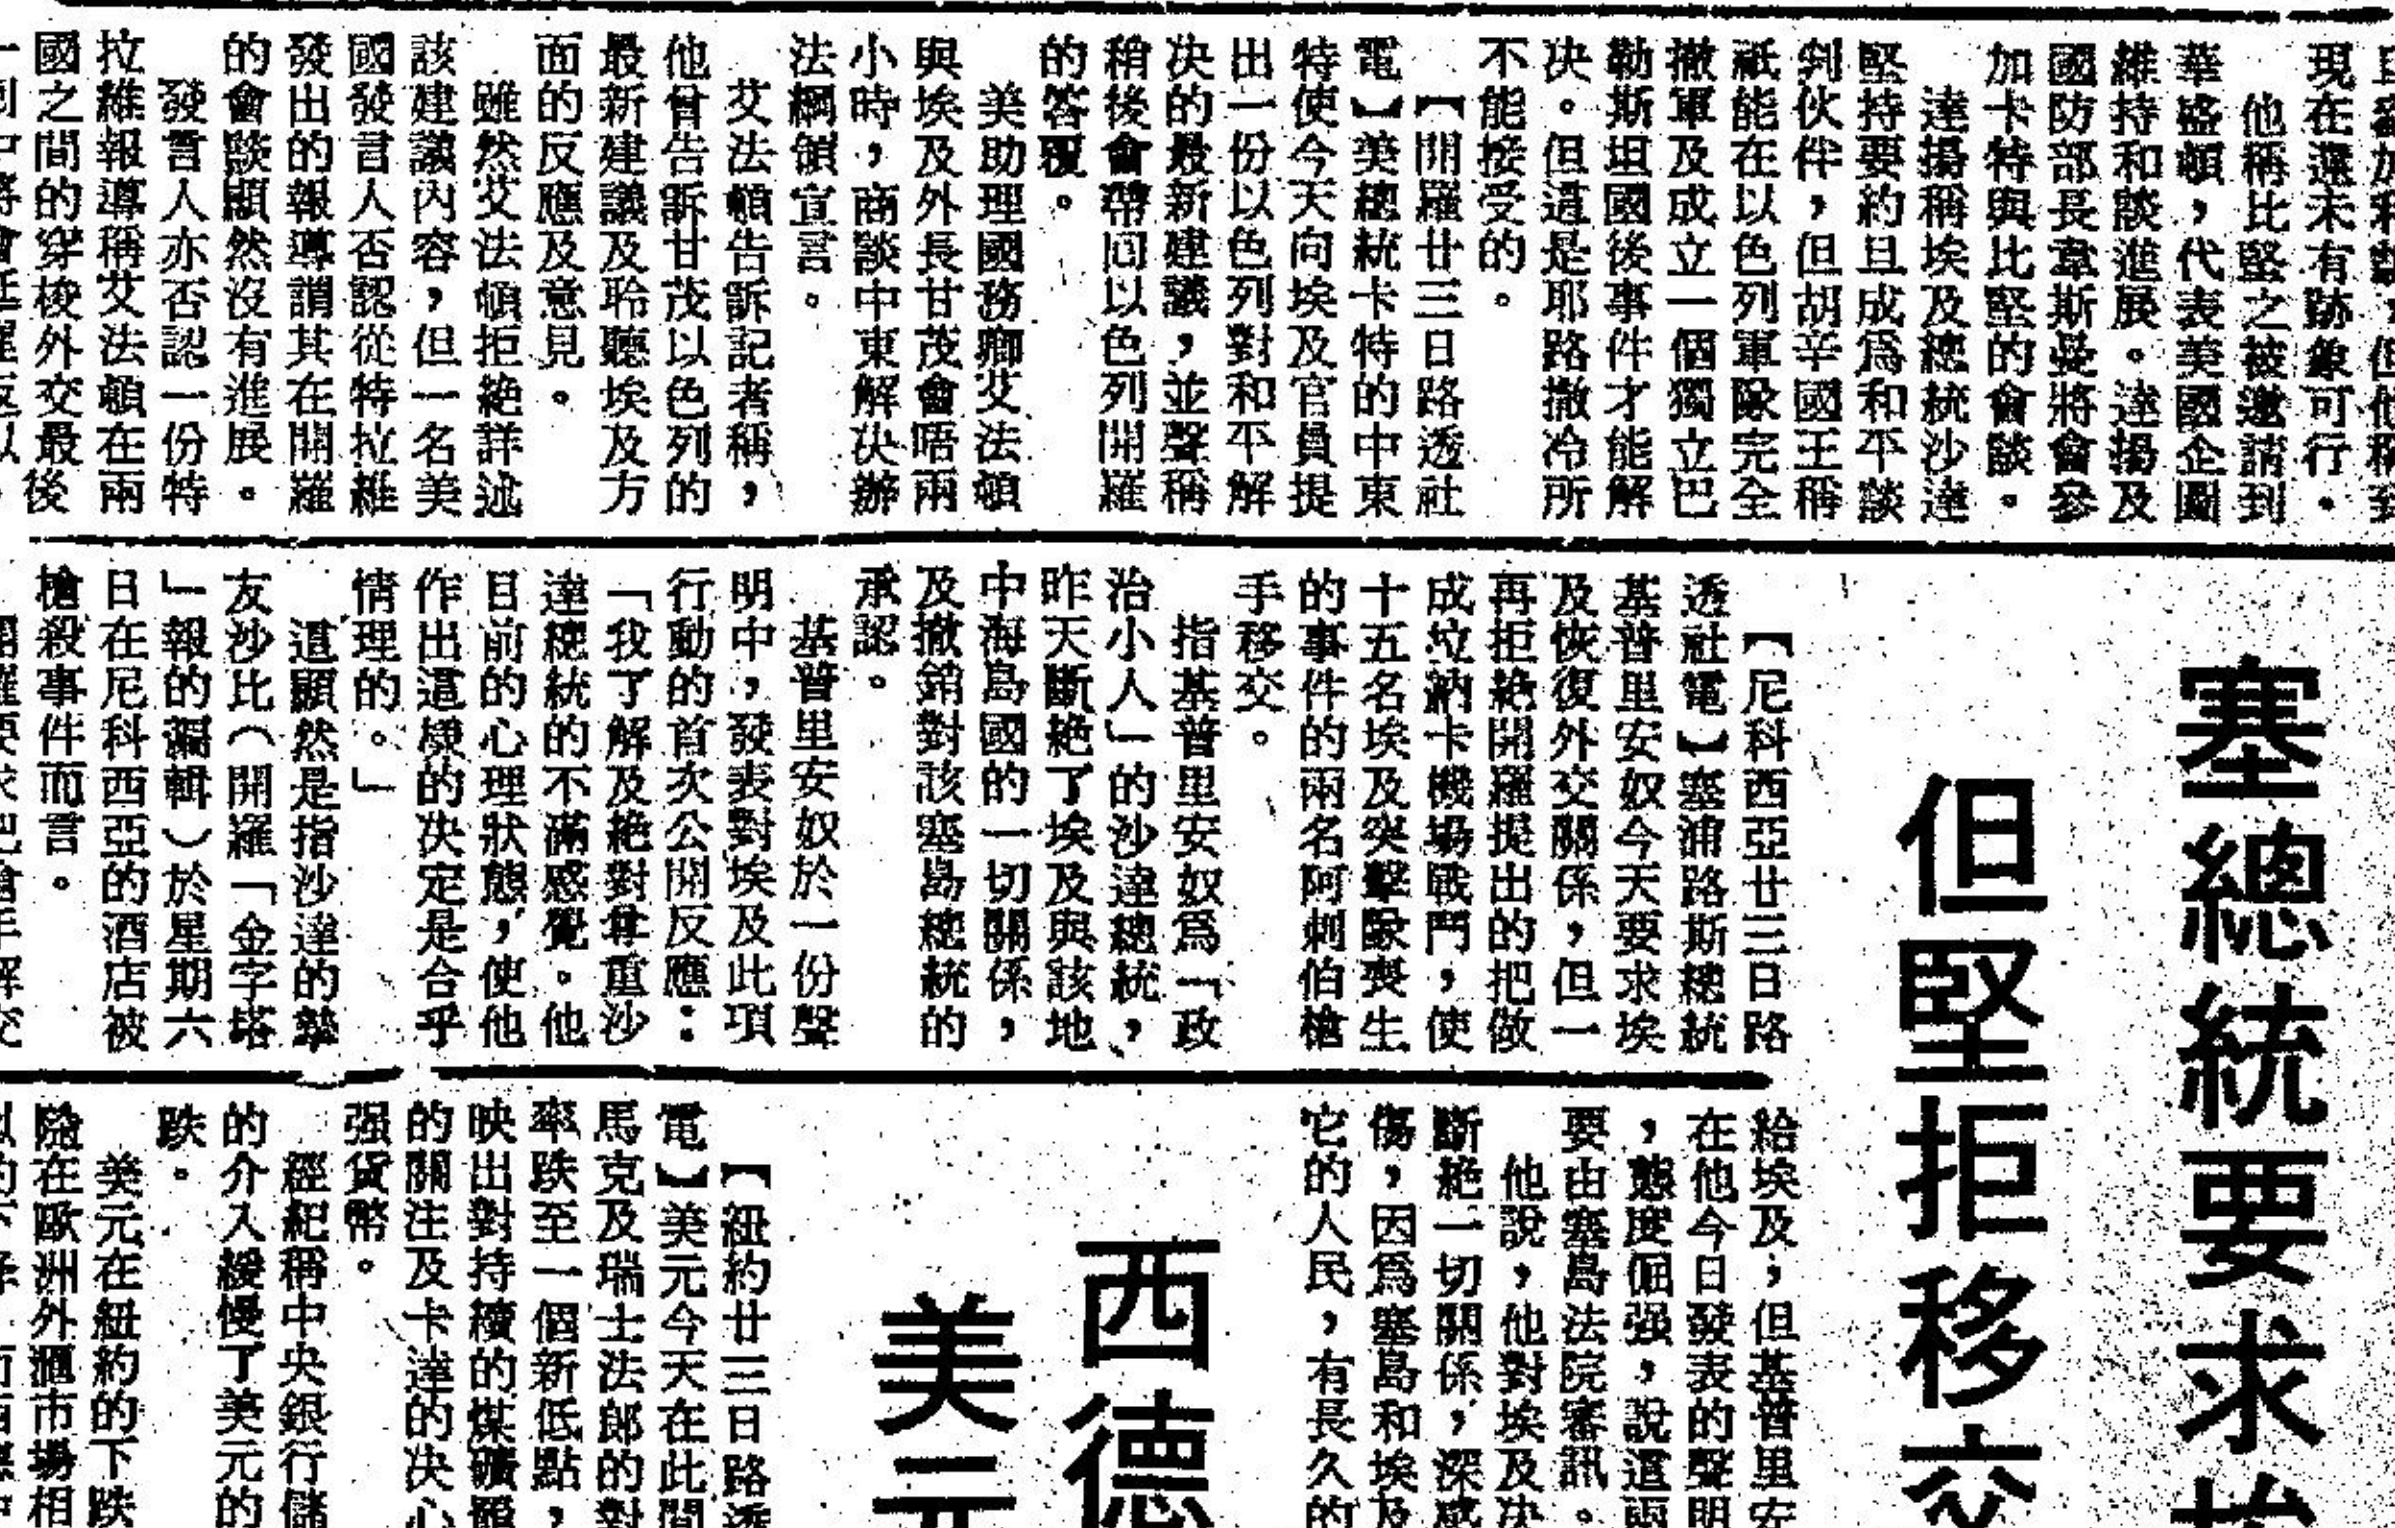 現在還未有跡象可行。
他稱比堅之被邀請到
華盛頓，代表美國企圖
維持和談進展。達揚及
國防部長韋斯曼將會參
加卡特與比堅的會談。
達揚稱埃及總統沙達
堅持要約旦成爲和平談
判伙伴，但胡辛國王稱
祇能在以色列軍隊完全
撤軍及成立一個獨立巴
勒斯坦國後事件才能解
决。但這是耶路撒冷所
不能接受的。
【開羅廿三日路透社
電】美總統卡特的中東
特使今天向埃及官員提
出一份以色列對和平解
决的最新建議，並聲稱
稍後會帶回以色列開羅
的答覆。
美助理國務卿艾法頓
與埃及外長甘茂會晤兩
小時，商談中東解决辦
法綱領宣言。
艾法頓告訴記者稱，
他曾告訴甘茂以色列的
最新建議及聆聽埃及方
面的反應及意見。
雖然艾法頓拒絶詳述
該建議內容，但一名美
國發言人否認從特拉維
發出的報導謂其在開羅
的會談顯然沒有進展。
發言人亦否認一份特
拉維報導稱艾法頓在兩
國之間的穿梭外交最後
塞總統要求
但堅拒移交
【尼科西亞廿三日路
透社電】塞浦路斯總統
基普里安奴今天要求埃
及恢復外交關係，但一
再拒絶開羅提出的把做
成垃納卡機場戰鬥，使
十五名埃及突擊隊喪生
的事件的兩名阿剌伯槍
手移交。
指基普里安奴爲「政
治小人」的沙達總統，
昨天斷絶了埃及與該地
中海島國的一切關係，
及撤銷對該塞島總統的
承認。
基普里安奴於一份聲
明中，發表對埃及此項
行動的首次公開反應：
「我了解及絶對尊重沙
達總統的不滿感覺。他
目前的心理狀態，使他
作出這樣的决定是合乎
情理的。」
這顯然是指沙達的摯
友沙比（開羅「金字塔
」報的編輯）於星期六
日在尼科西亞的酒店被
槍殺事件而言。
給埃及；但基普里安
在他今日發表的聲明
，態度倔强，說這兩
要由塞島法院審訊。
他說，他對埃及决
斷絶一切關係，深感
傷，因爲塞島和埃及
它的人民，有長久的
西德
美元
【紐約廿三日路透
電】美元今天在此間
馬克及瑞士法郎的對
率跌至一個新低點，
映出對持續的煤礦罷
的關注及卡達的决心
强貨幣。
經紀稱中央銀行儲
的介入緩慢了美元的
跌。
美元在紐約的下跌
隨在歐洲外滙市場相